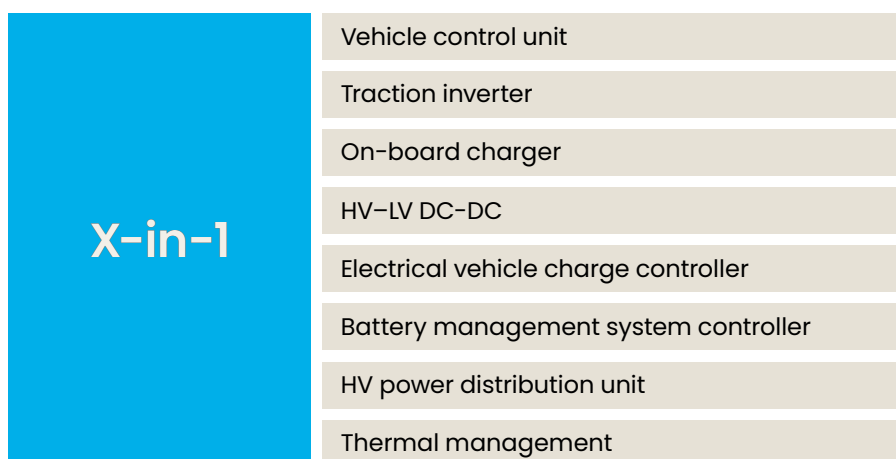 X-in-1
Vehicle control unit
Traction inverter
On-board charger
HV–LV DC-DC
Electrical vehicle charge controller
Battery management system controller
HV power distribution unit
Thermal management